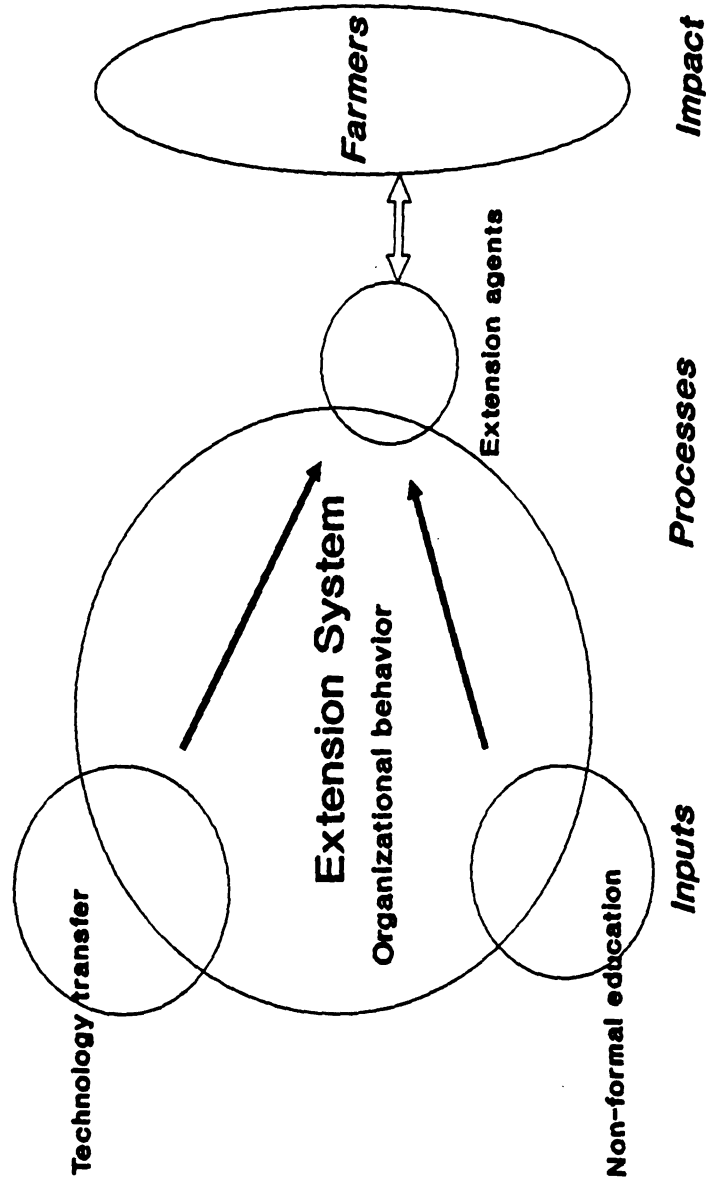 Technology transfer
Farmers
Extension System
Organizational behavior
Extension agents
Non-formal education
Inputs
Processes
Impact